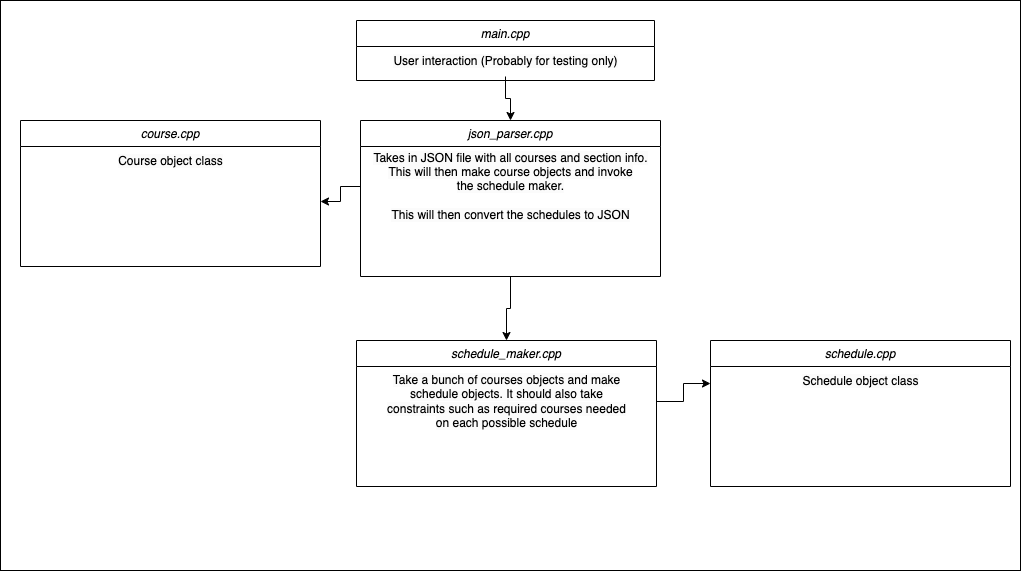 main.cpp
User interaction (Probably for testing only)
course.cpp
Course object class
json_parser.cpp
Takes in JSON file with all courses and section info.
This will then make course objects and invoke
the schedule maker.
This will then convert the schedules to JSON
schedule_maker.cpp
Take a bunch of courses objects and make
schedule objects. It should also take
constraints such as required courses needed
on each possible schedule
schedule.cpp
Schedule object class